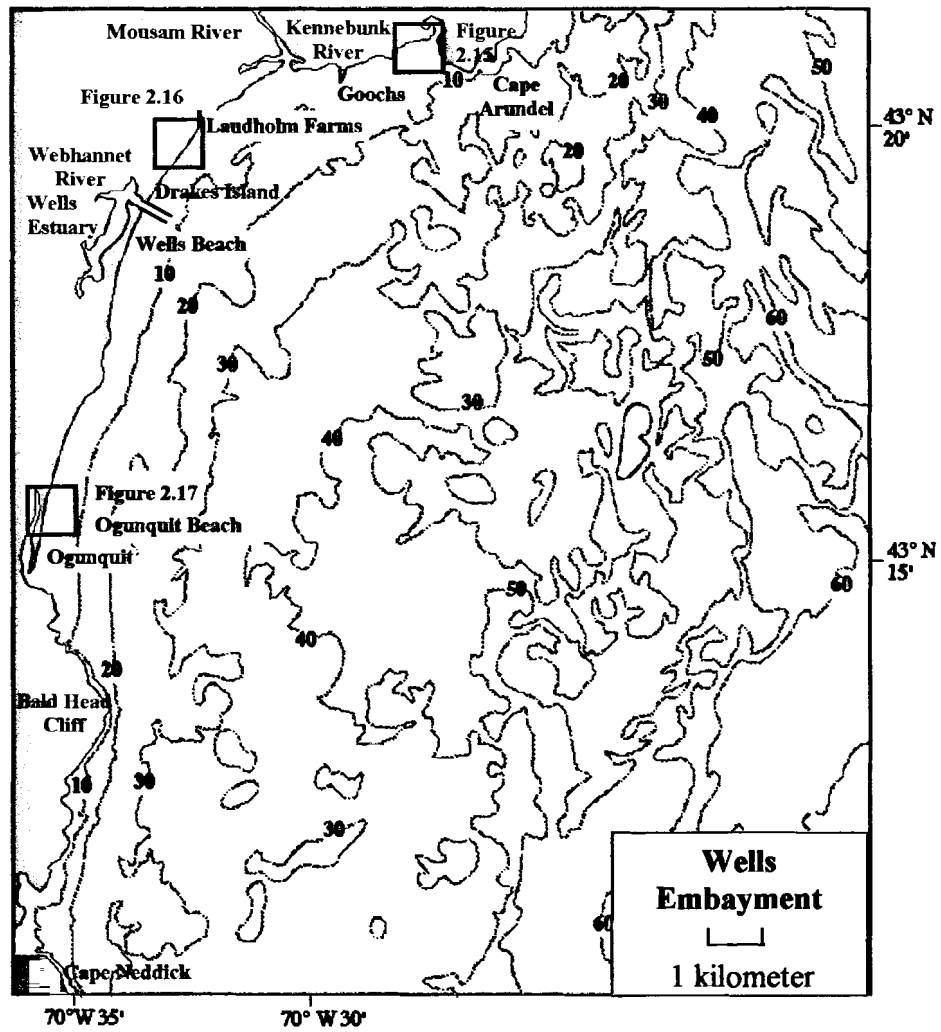 Mousam River
Kennebunk
River
Figure
2.15
50
10
20
Goochs
Cape
Arundel
30
40
43° N
20'
Figure 2.16
Laudholm Farms
20
Webhannet
River
Drakes Island
Wells
Estuary
Wells Beach
10
20
60
30
50
30
40
Figure 2.17
Ogunquit Beach
Ogunquit
43° N
15'
50
60
40
20
Bald Head
Cliff
10
30
30
Wells
Embayment
60
1 kilometer
Cape Neddick
70° W 35'
70° W 30'